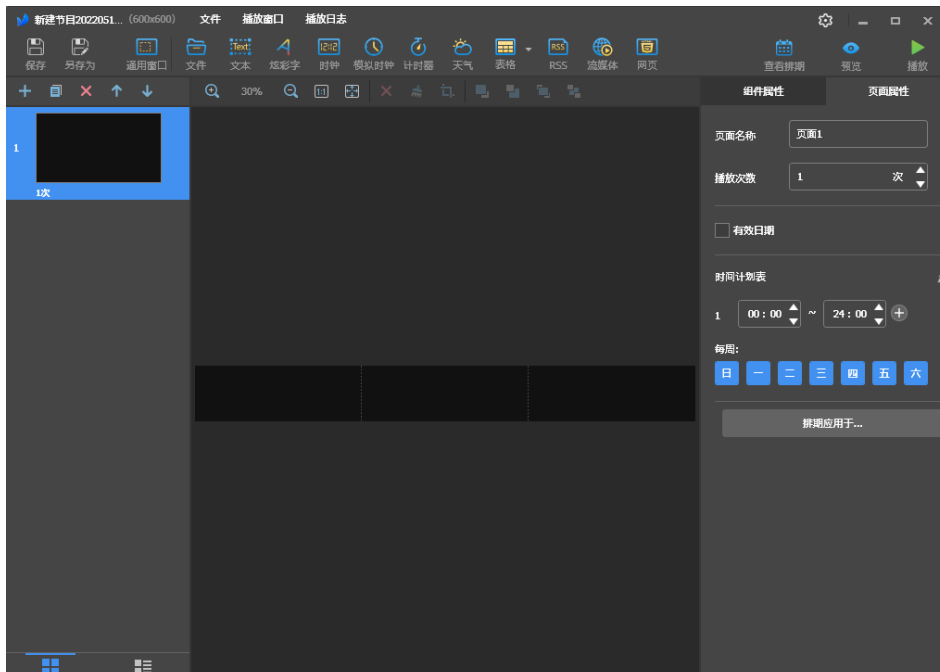 新建节目2022051... (600x600) 文件 播放窗口 播放日志
保存 另存为 通用窗口 文件 Text 文本 炫彩字 12:12 时钟 模拟时钟 计时器 天气 表格 RSS RSS 流媒体 网页 查看排期 预览 播放
30% 1:1 组件属性 页面属性
1
1次
页面名称 页面1
播放次数 1 次
有效日期
时间计划表
1 00:00 ~ 24:00
每周:
日 一 二 三 四 五 六
排期应用于...